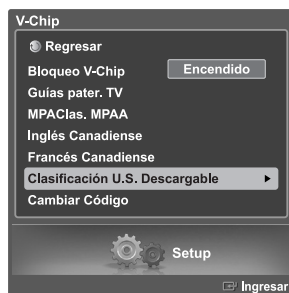 V-Chip
Regresar
Bloqueo V-Chip Encendido
Guías pater. TV
MPAClas. MPAA
Inglés Canadiense
Francés Canadiense
Clasificación U.S. Descargable
Cambiar Código
Setup
Ingresar